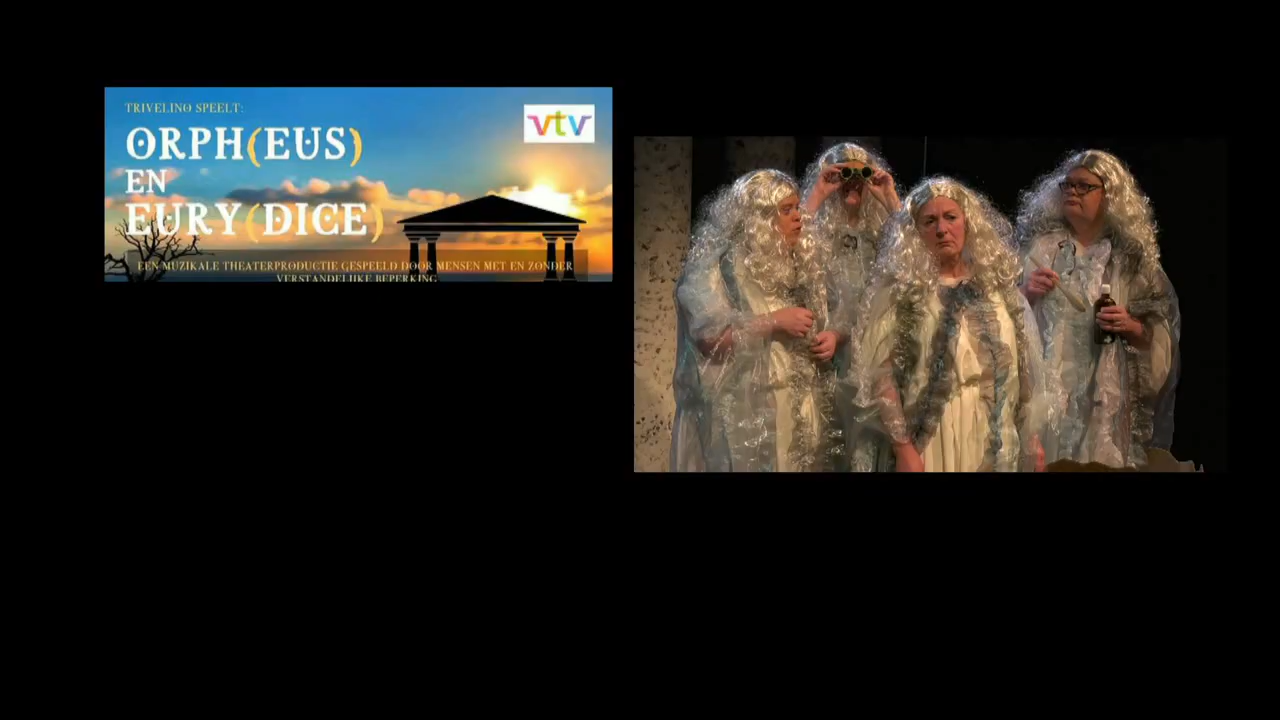 TRIVELINO SPEELT:
vtv
ORPH(EUS)
EN
EURY(DICE)
EEN MUZIKALE THEATERPRODUCTIE GESPEELD DOOR MENSEN MET EN ZONDER
VERSTANDELIJKE BEPERKING